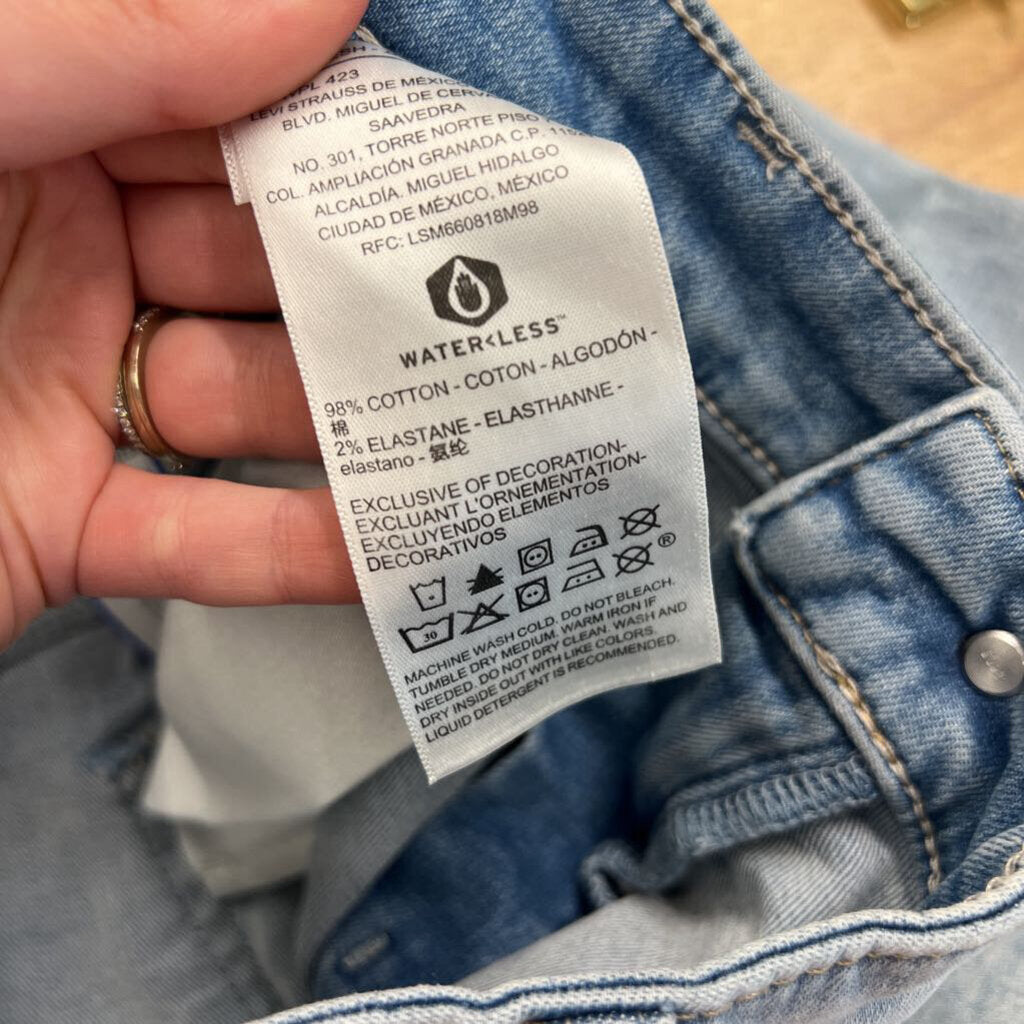 WPL 423
LEVI STRAUSS DE MÉXICO
BLVD. MIGUEL DE
SAAVEDRA
NO. 301, TORRE NORTE PISO
COL. AMPLIACIÓN GRANADA C.P.
ALCALDÍA. MIGUEL HIDALGO
CIUDAD DE MÉXICO, MÉXICO
RFC: LSM660818M98
WATER<LESS™
98% COTTON - COTON - ALGODÓN -
棉
2% ELASTANE - ELASTHANNE -
elastano - 氨纶
EXCLUSIVE OF DECORATION-
EXCLUANT L'ORNEMENTATION-
EXCLUYENDO ELEMENTOS
DECORATIVOS
30
®
MACHINE WASH COLD. DO NOT BLEACH.
TUMBLE DRY MEDIUM. WARM IRON IF
NEEDED. DO NOT DRY CLEAN. WASH AND
DRY INSIDE OUT WITH LIKE COLORS.
LIQUID DETERGENT IS RECOMMENDED.